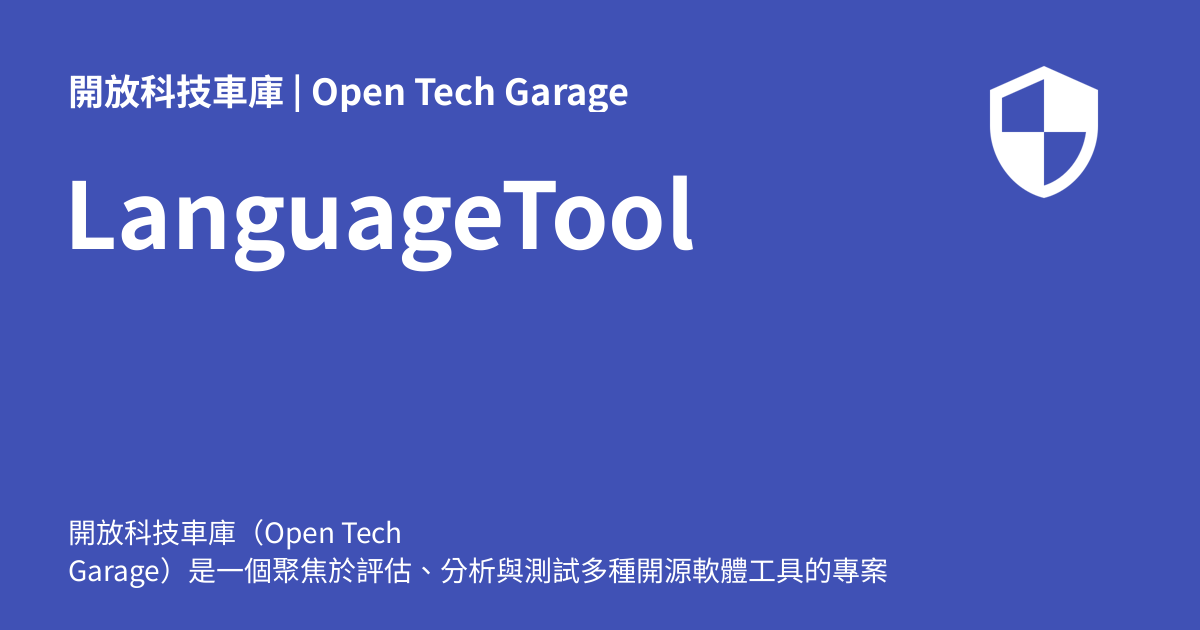 開放科技車庫 | Open Tech Garage
LanguageTool
開放科技車庫（Open Tech
Garage）是一個聚焦於評估、分析與測試多種開源軟體工具的專案